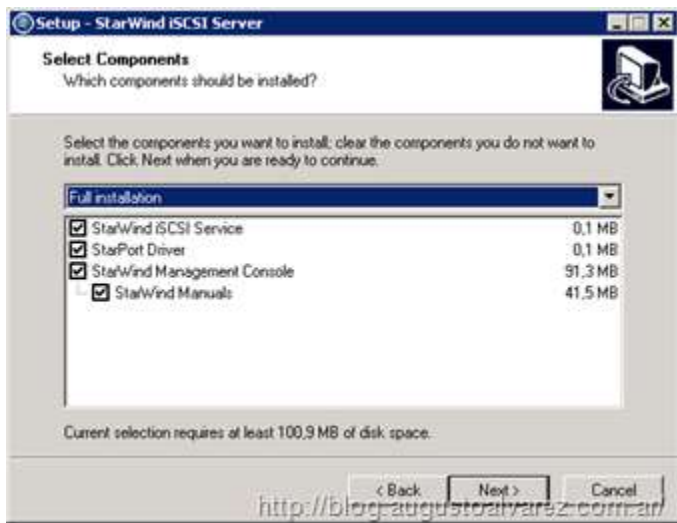 Setup - StarWind iSCSI Server
Select Components
Which components should be installed?
Select the components you want to install; clear the components you do not want to
install. Click Next when you are ready to continue.
Full installation
StarWind iSCSI Service 0,1 MB
StarPort Driver 0,1 MB
StarWind Management Console 91,3 MB
StarWind Manuals 41,5 MB
Current selection requires at least 100,9 MB of disk space.
< Back Next > Cancel
http://blog.augustoalvarez.com.ar/